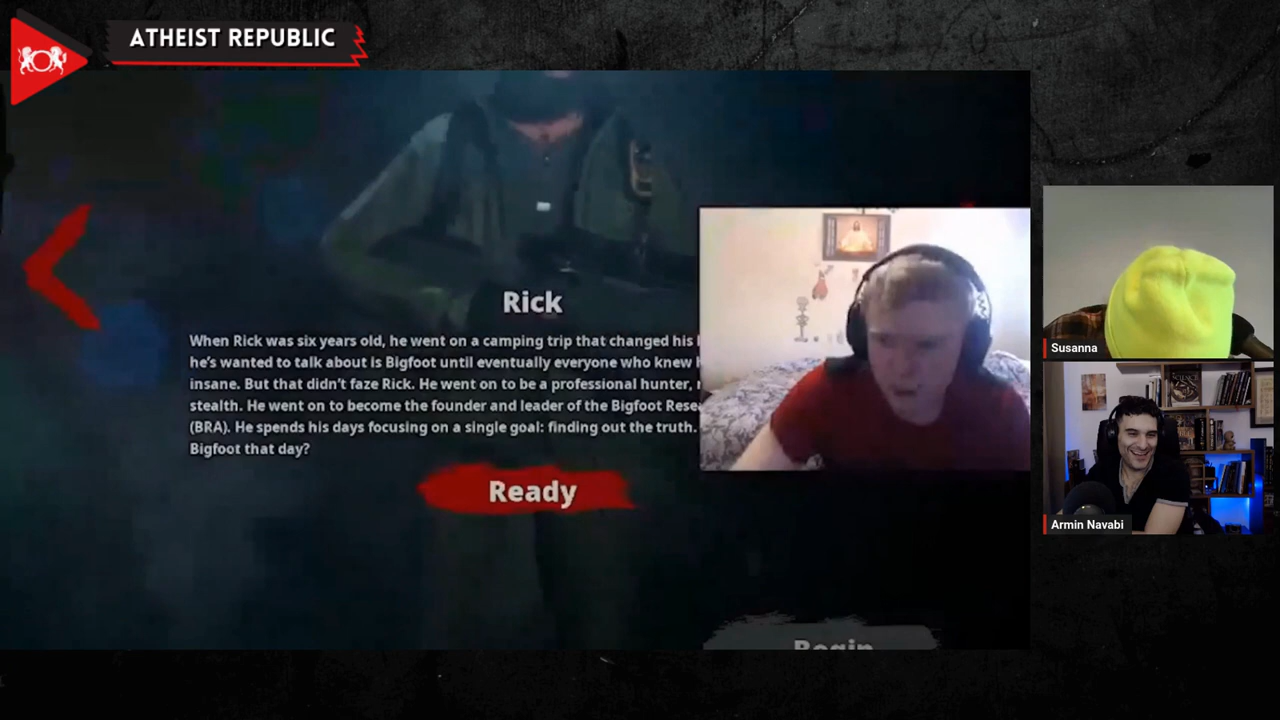 ATHEIST REPUBLIC
Rick
When Rick was six years old, he went on a camping trip that changed his
he's wanted to talk about is Bigfoot until eventually everyone who knew
insane. But that didn't faze Rick. He went on to be a professional hunter,
stealth. He went on to become the founder and leader of the Bigfoot
(BRA). He spends his days focusing on a single goal: finding out the truth.
Bigfoot that day?
Ready
Begin
Susanna
Armin Navabi